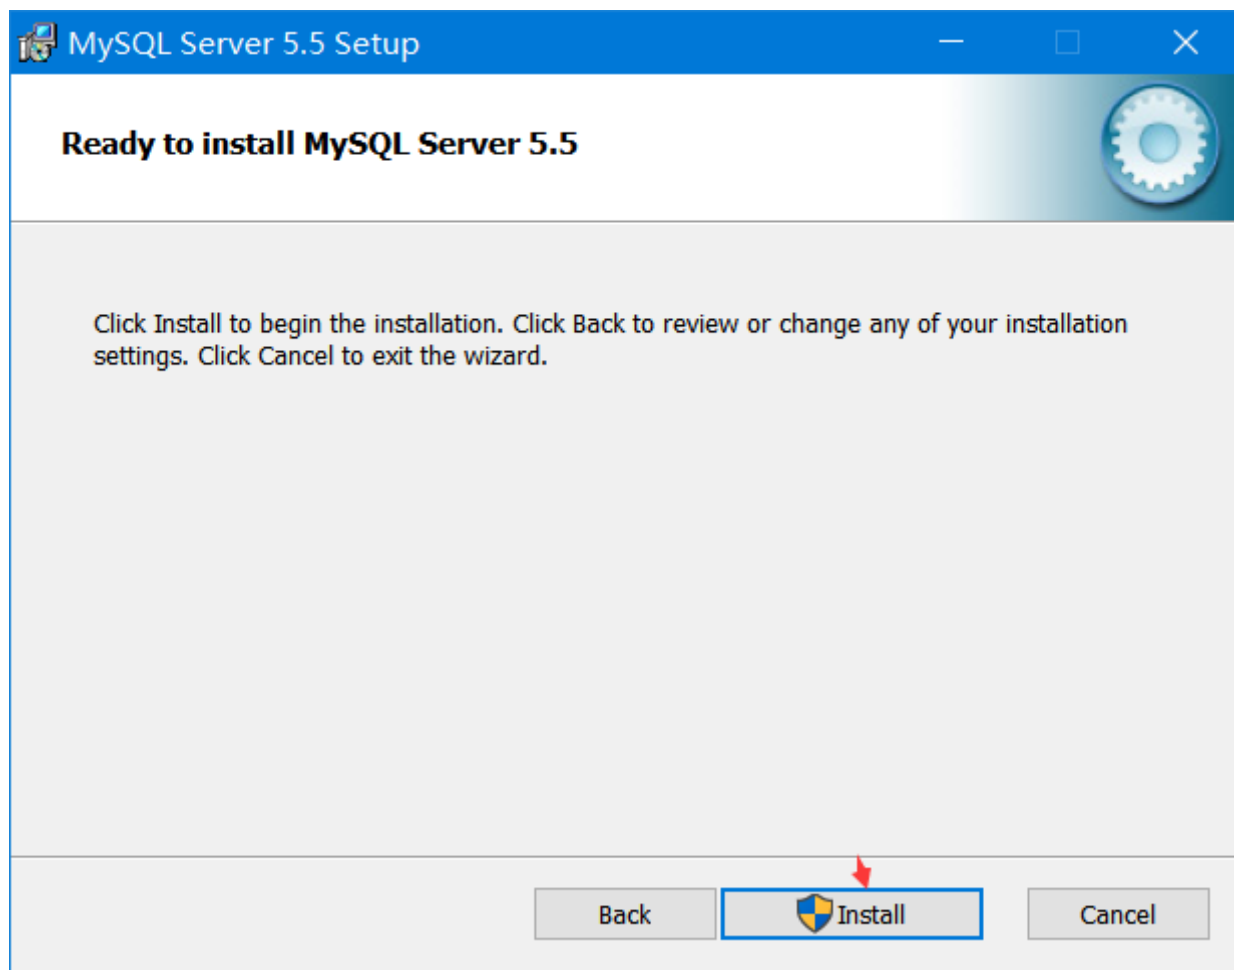 MySQL Server 5.5 Setup
Ready to install MySQL Server 5.5
Click Install to begin the installation. Click Back to review or change any of your installation
settings. Click Cancel to exit the wizard.
Back Install Cancel